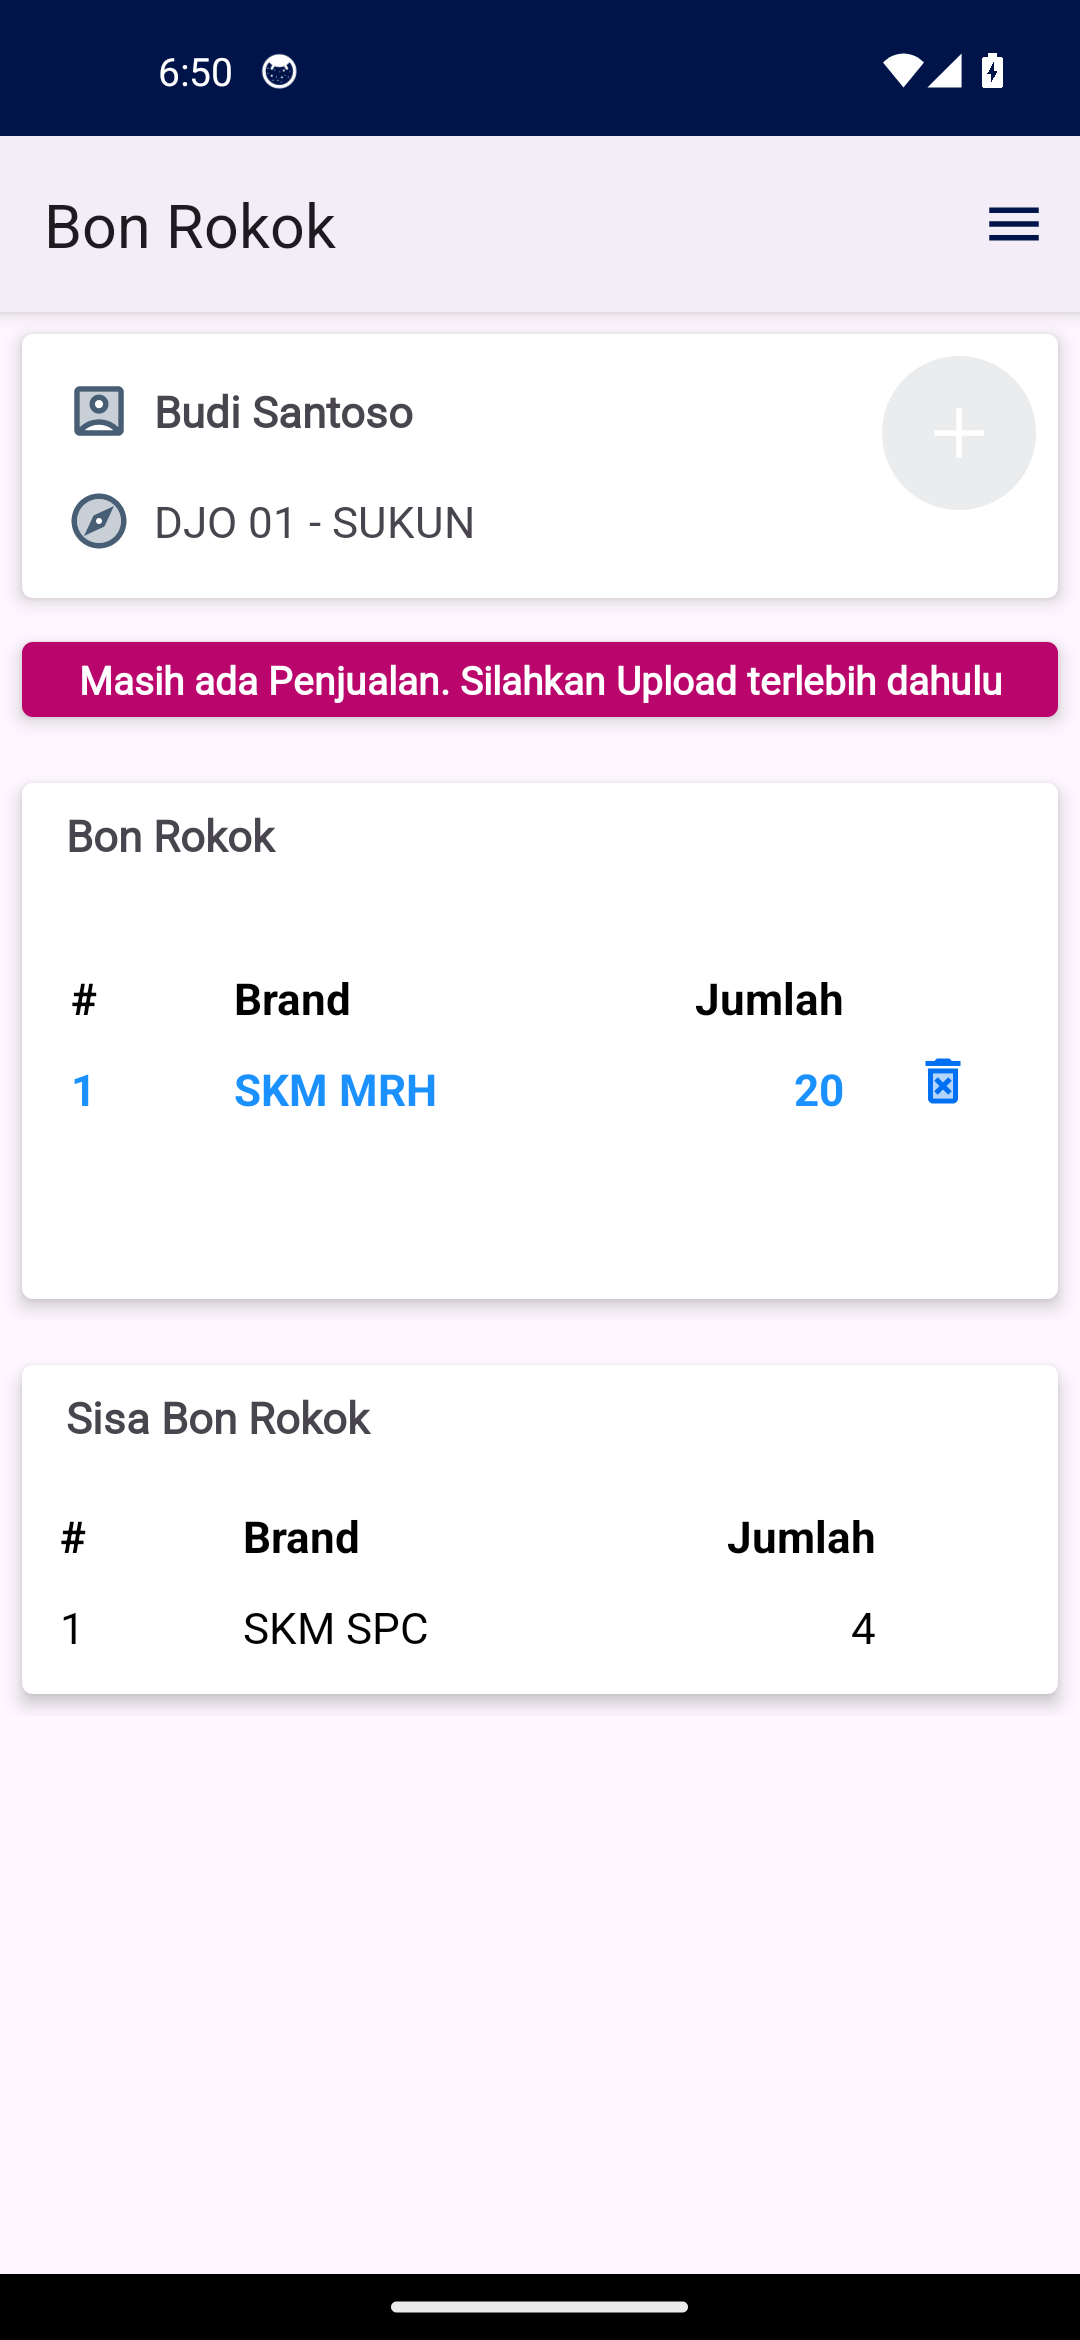 6:50
Bon Rokok
Budi Santoso
DJO 01 - SUKUN
Masih ada Penjualan. Silahkan Upload terlebih dahulu
Bon Rokok
# Brand Jumlah
1 SKM MRH 20
Sisa Bon Rokok
# Brand Jumlah
1 SKM SPC 4